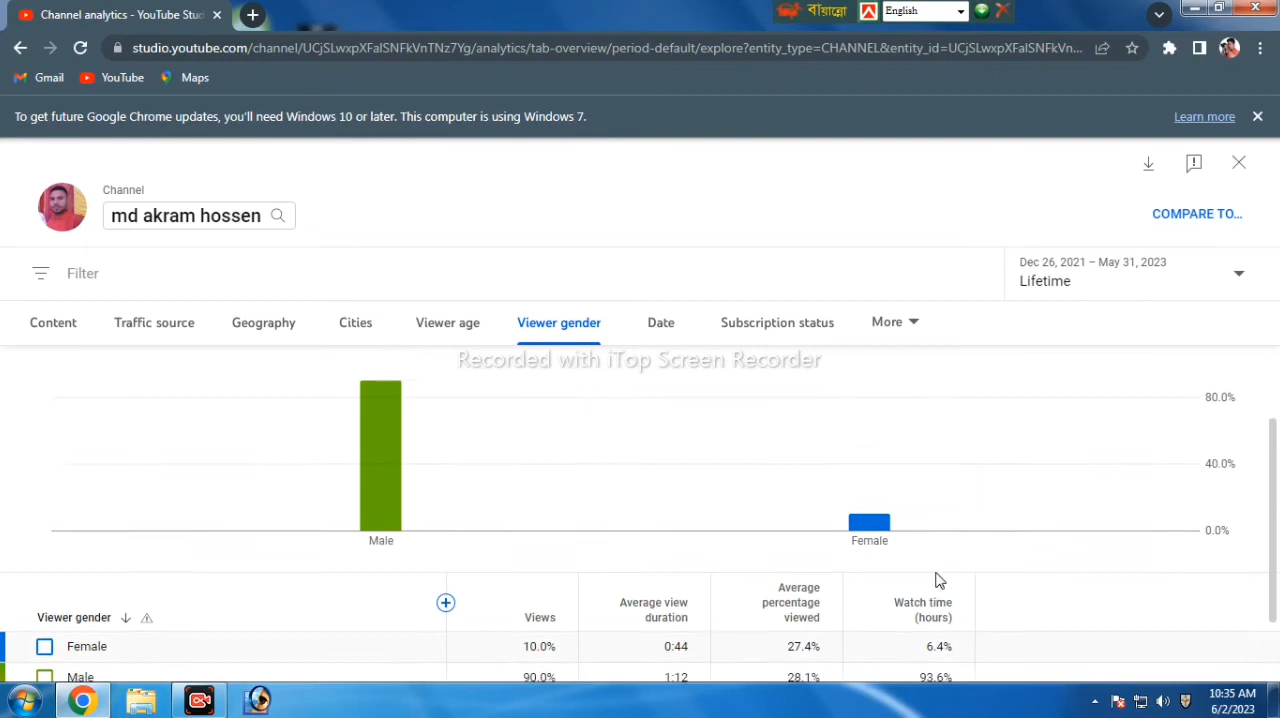 Channel analytics - YouTube Stud
বায়ান্নো
English
studio.youtube.com/channel/UCjSLwxpXFalSNFkVnTNz7Yg/analytics/tab-overview/period-default/explore?entity_type=CHANNEL&entity_id=UCjSLwxpXFalSNFkVn...
Gmail
YouTube
Maps
To get future Google Chrome updates, you'll need Windows 10 or later. This computer is using Windows 7.
Learn more
Channel
md akram hossen
COMPARE TO...
Filter
Dec 26, 2021 – May 31, 2023
Lifetime
Content
Traffic source
Geography
Cities
Viewer age
Viewer gender
Date
Subscription status
More
Recorded with iTop Screen Recorder
80.0%
40.0%
0.0%
Male
Female
Viewer gender
Views
Average view
duration
Average
percentage
viewed
Watch time
(hours)
Female 10.0% 0:44 27.4% 6.4%
Male 90.0% 1:12 28.1% 93.6%
10:35 AM
6/2/2023